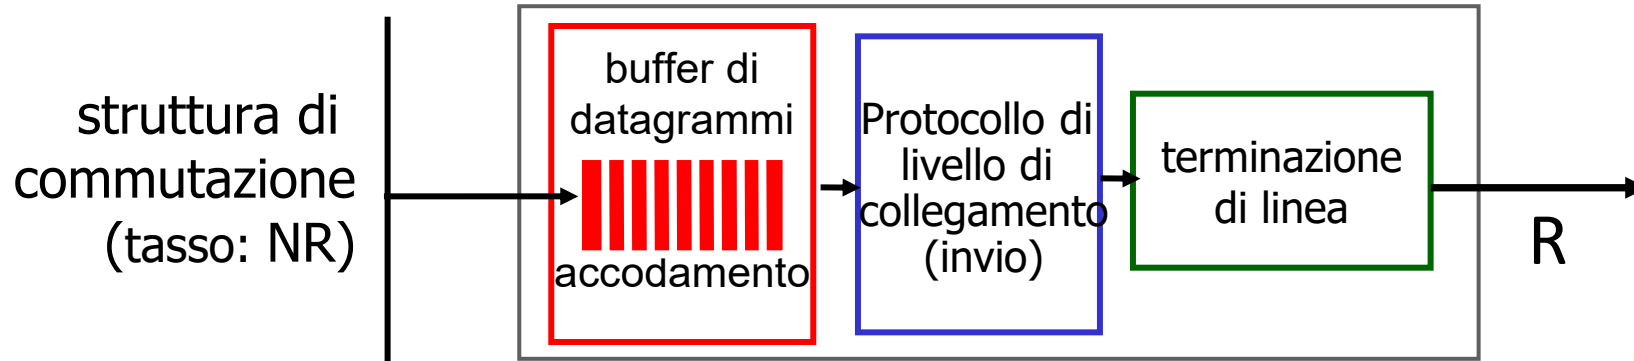 struttura di
commutazione
(tasso: NR)
buffer di
datagrammi
accodamento
Protocollo di
livello di
collegamento
(invio)
terminazione
di linea
R